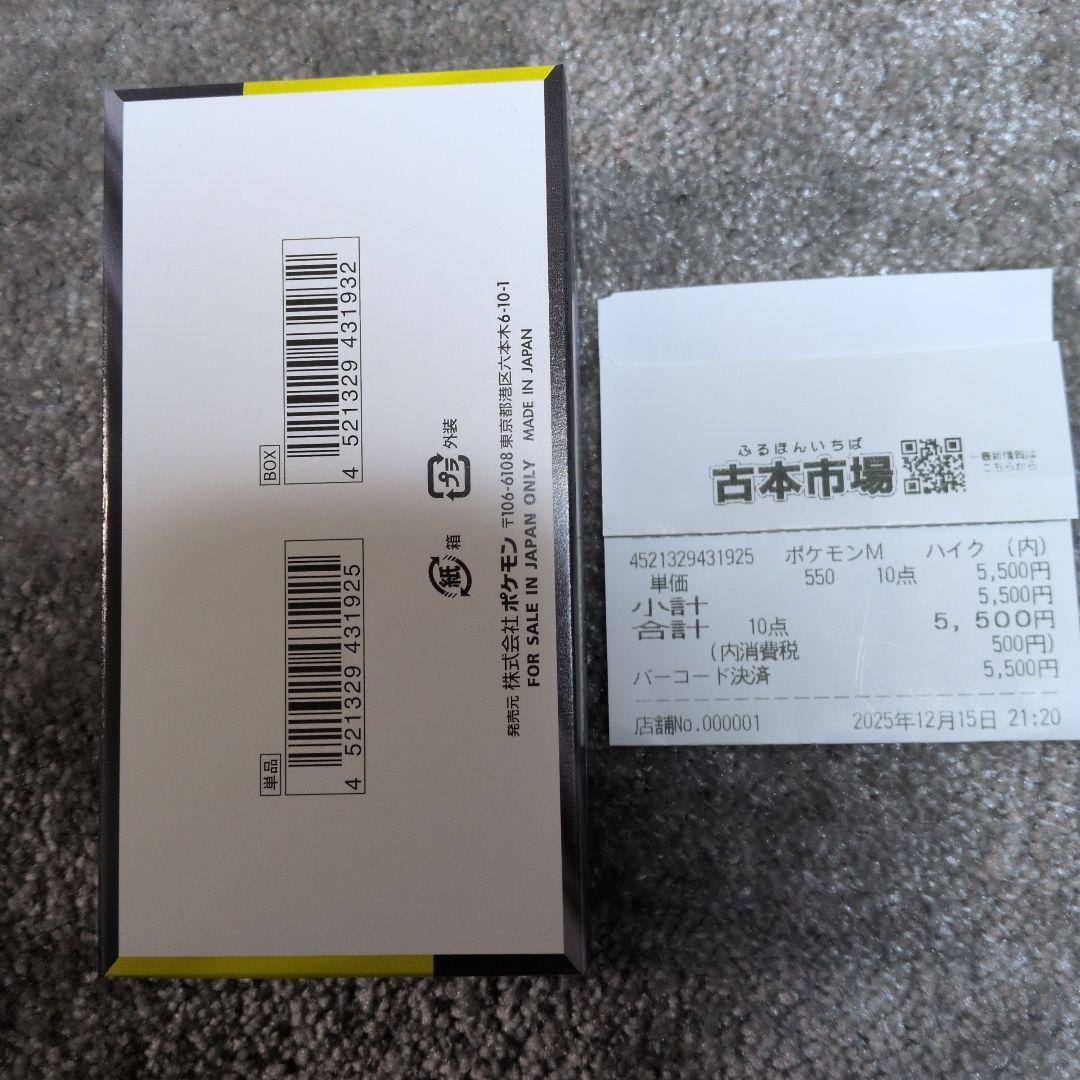 BOX
4 521329 431932
単品
4 521329 431925
プラ 外装
紙 箱
発売元 株式会社ポケモン 〒106-6108 東京都港区六本木6-10-1
FOR SALE IN JAPAN ONLY MADE IN JAPAN
ふるほんいちば
古本市場
最新情報は
こちらから
4521329431925 ポケモンM ハイク (内)
単価 550 10点 5,500円
小計 5,500円
合計 10点 5,500円
(内消費税 500円)
バーコード決済 5,500円
店舗No.000001 2025年12月15日 21:20